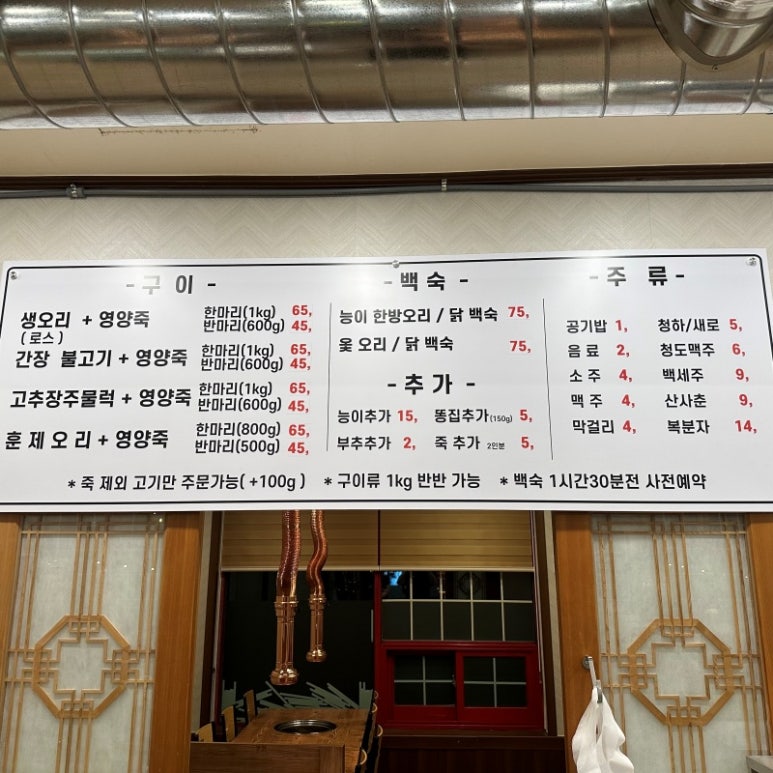 - 구 이 -
생오리 + 영양죽 한마리(1kg) 65,
(로스) 반마리(600g) 45,
간장 불고기 + 영양죽 한마리(1kg) 65,
반마리(600g) 45,
고추장주물럭 + 영양죽 한마리(1kg) 65,
반마리(600g) 45,
훈 제 오 리 + 영양죽 한마리(800g) 65,
반마리(500g) 45,
- 백 숙 -
능이 한방오리 / 닭 백숙 75,
옻 오리 / 닭 백숙 75,
- 추 가 -
능이추가 15, 똥집추가(150g) 5,
부추추가 2, 죽 추가 2인분 5,
- 주 류 -
공기밥 1, 청하/새로 5,
음 료 2, 청도맥주 6,
소 주 4, 백세주 9,
맥 주 4, 산사춘 9,
막걸리 4, 복분자 14,
* 죽 제외 고기만 주문가능( +100g ) * 구이류 1kg 반반 가능 * 백숙 1시간30분전 사전예약